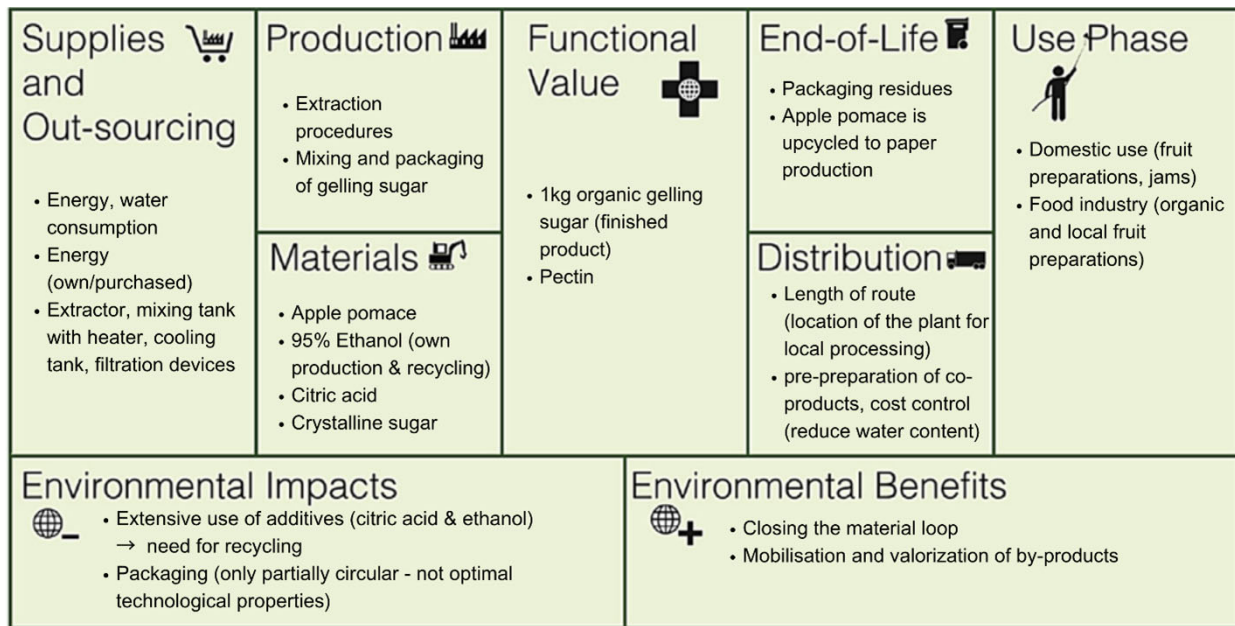 Supplies
and
Out-sourcing
• Energy, water
consumption
• Energy
(own/purchased)
• Extractor, mixing tank
with heater, cooling
tank, filtration devices
Production
• Extraction
procedures
• Mixing and packaging
of gelling sugar
Materials
• Apple pomace
• 95% Ethanol (own
production & recycling)
• Citric acid
• Crystalline sugar
Functional
Value
• 1kg organic gelling
sugar (finished
product)
• Pectin
End-of-Life
• Packaging residues
• Apple pomace is
upcycled to paper
production
Distribution
• Length of route
(location of the plant for
local processing)
• pre-preparation of co-
products, cost control
(reduce water content)
Use Phase
• Domestic use (fruit
preparations, jams)
• Food industry (organic
and local fruit
preparations)
Environmental Impacts
• Extensive use of additives (citric acid & ethanol)
→ need for recycling
• Packaging (only partially circular - not optimal
technological properties)
Environmental Benefits
• Closing the material loop
• Mobilisation and valorization of by-products